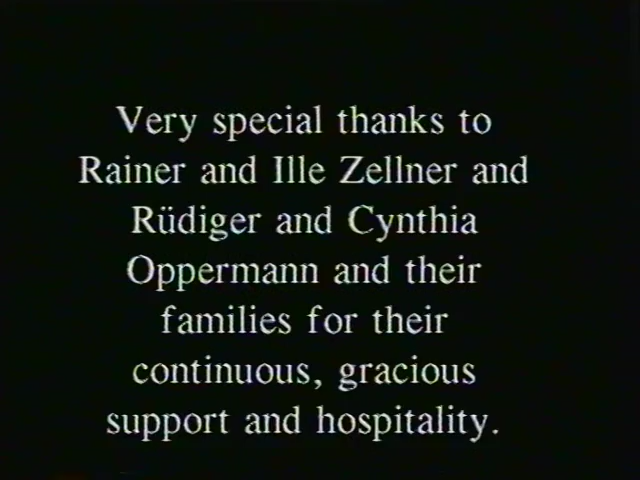 Very special thanks to
Rainer and Ille Zellner and
Rüdiger and Cynthia
Oppermann and their
families for their
continuous, gracious
support and hospitality.